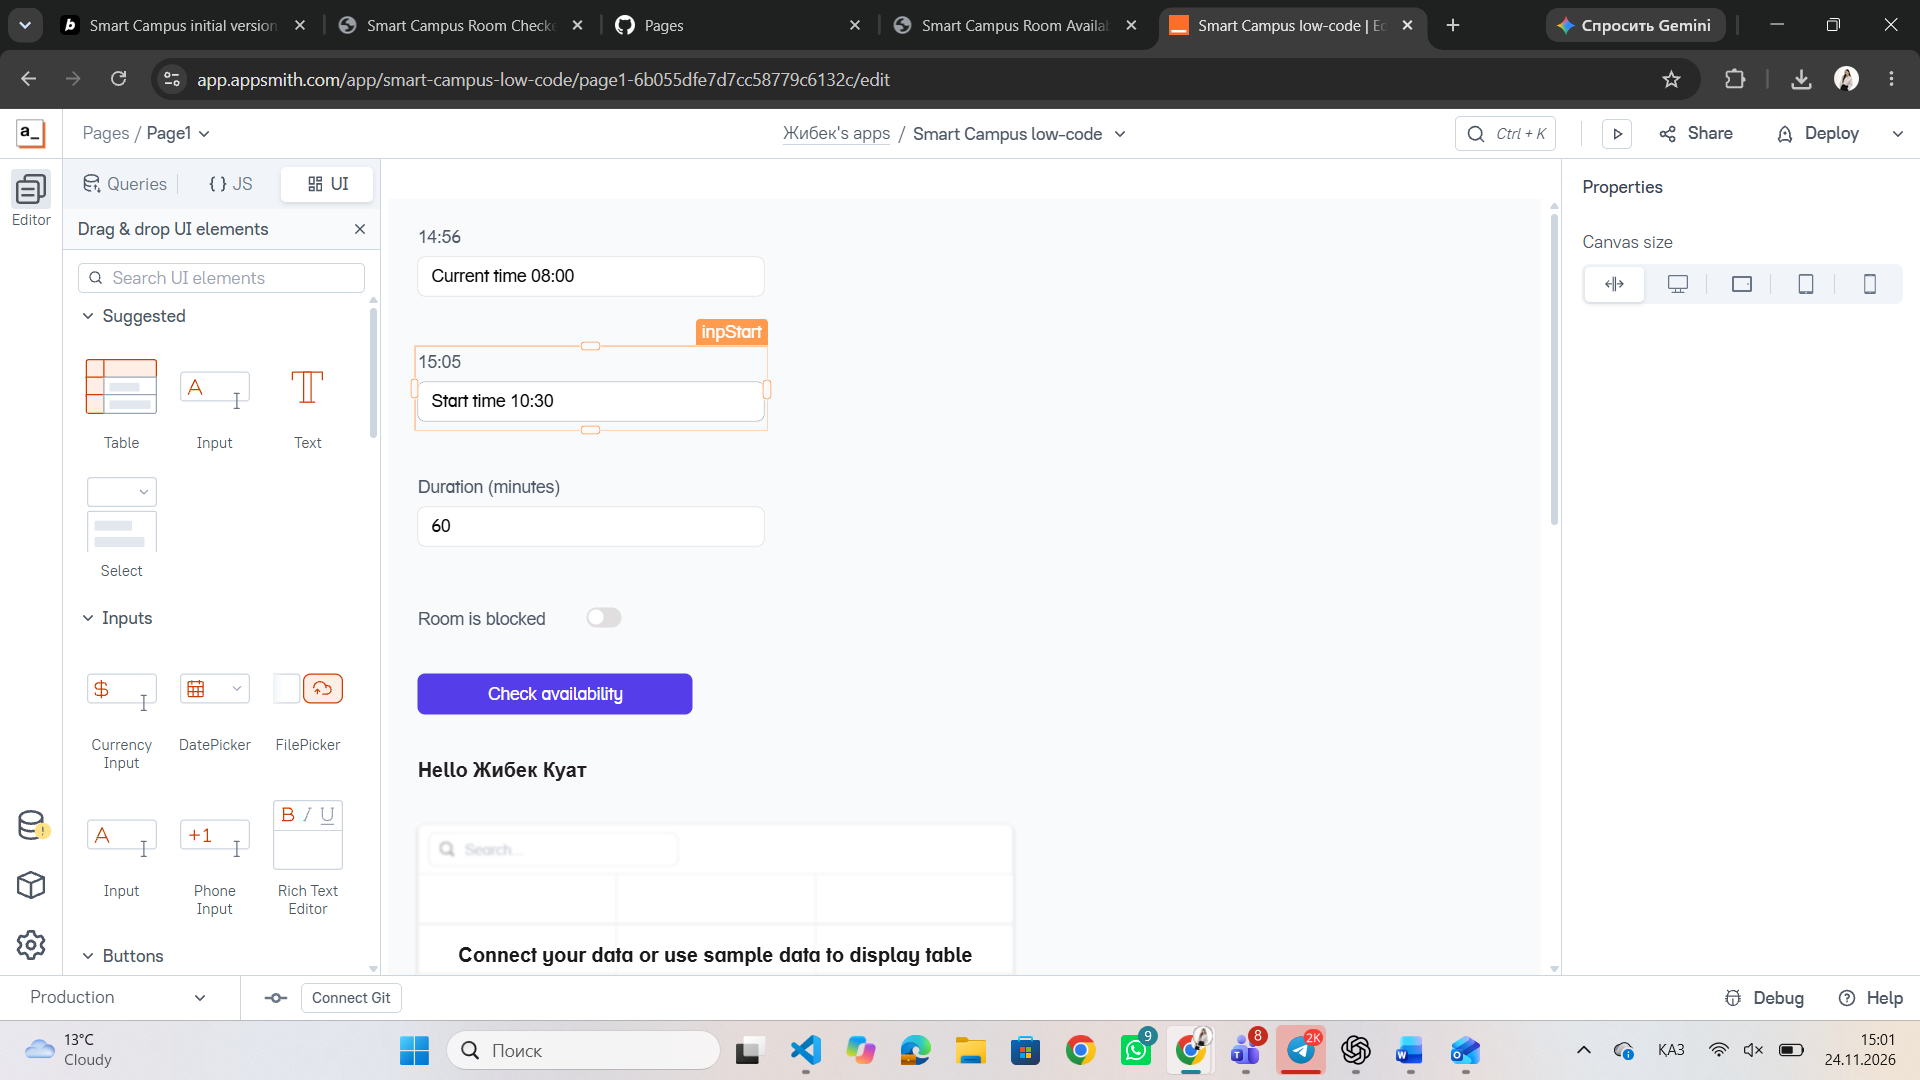 Smart Campus initial version
Smart Campus Room Checke
Pages
Smart Campus Room Availab
Smart Campus low-code | Ed
Спросить Gemini
app.appsmith.com/app/smart-campus-low-code/page1-6b055dfe7d7cc58779c6132c/edit
a_
Pages / Page1
Жибек's apps / Smart Campus low-code
Ctrl + K
Share
Deploy
Editor
Queries
{ } JS
UI
Drag & drop UI elements
Search UI elements
Suggested
Table
Input
Text
Select
Inputs
Currency Input
DatePicker
FilePicker
+1
B I U
Input
Phone Input
Rich Text Editor
Buttons
14:56
Current time 08:00
inpStart
15:05
Start time 10:30
Duration (minutes)
60
Room is blocked
Check availability
Hello Жибек Куат
Search...
Connect your data or use sample data to display table
Properties
Canvas size
Production
Connect Git
Debug
Help
13°C
Cloudy
Поиск
9
8
2K
ҚАЗ
15:01
24.11.2026